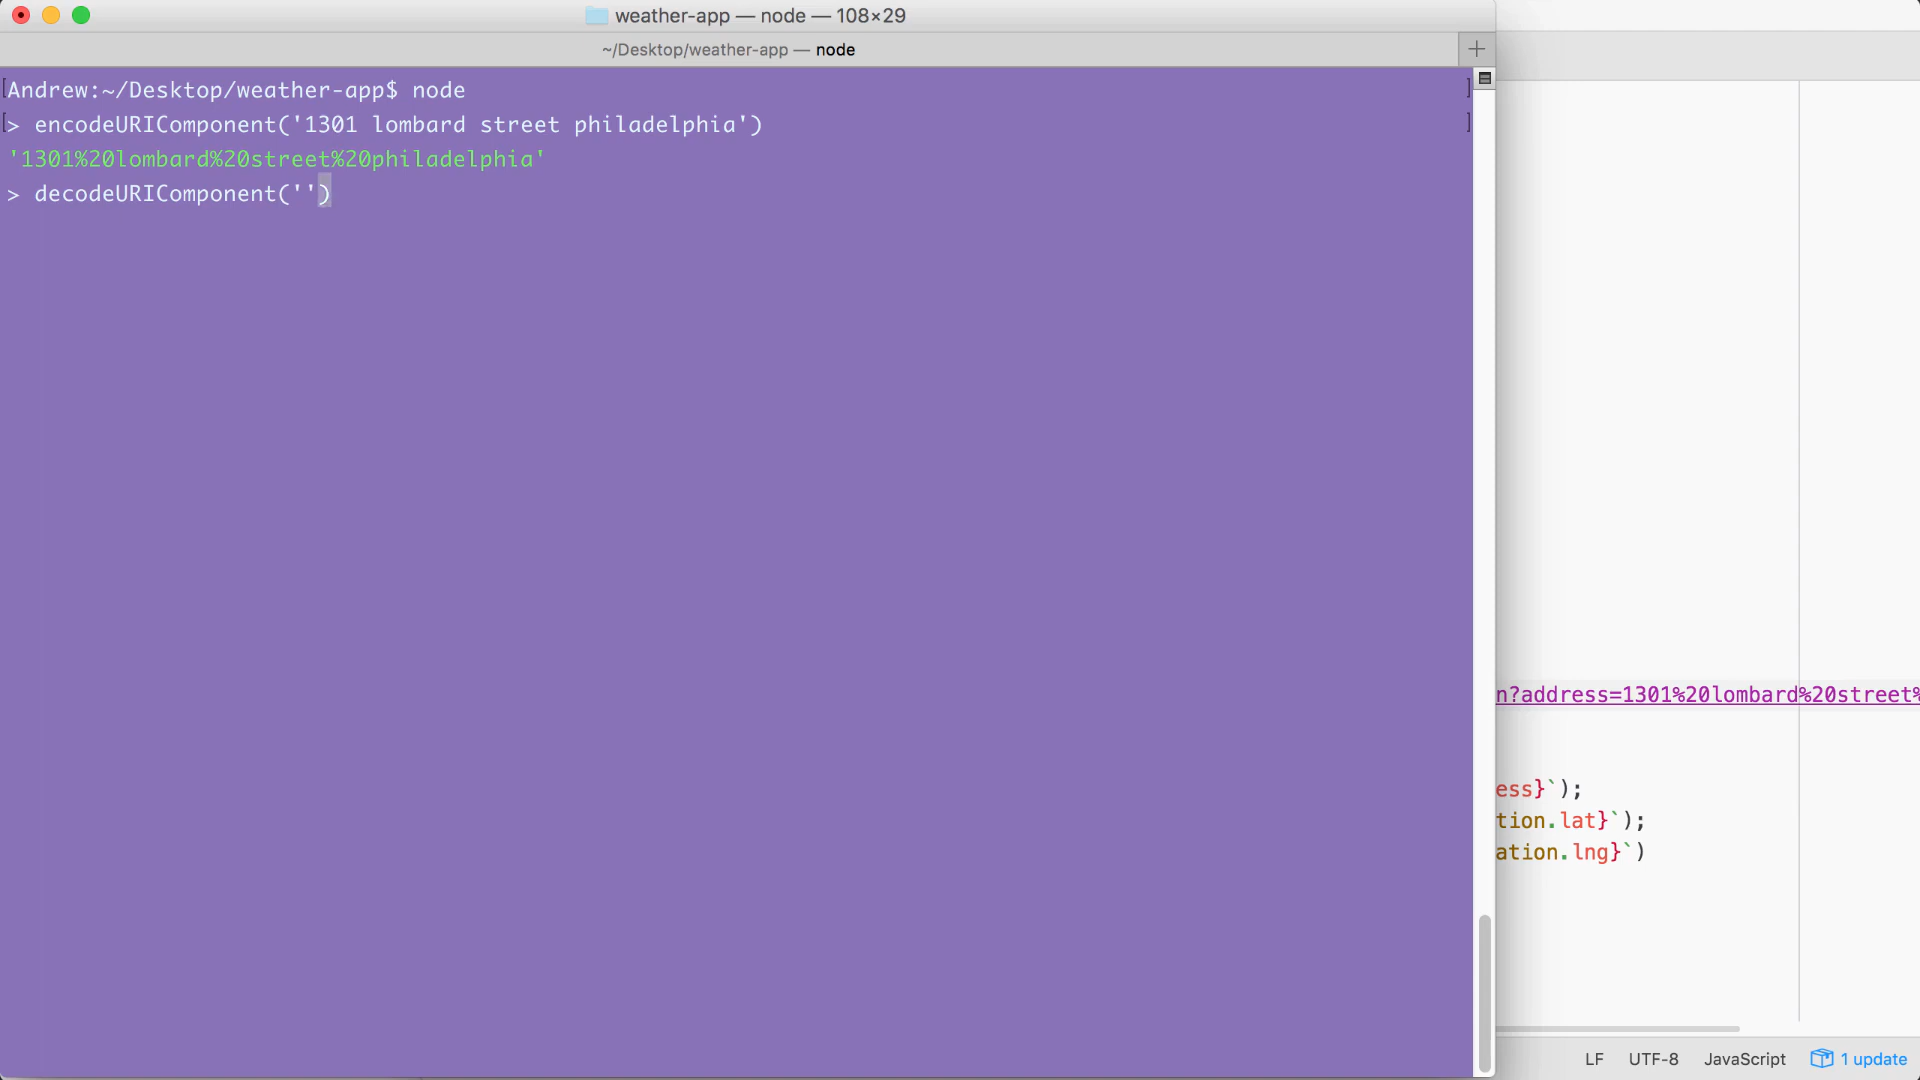 weather-app — node — 108×29
~/Desktop/weather-app — node
Andrew:~/Desktop/weather-app$ node
> encodeURIComponent('1301 lombard street philadelphia')
'1301%20lombard%20street%20philadelphia'
> decodeURIComponent('')
n?address=1301%20lombard%20street%
ess}`);
tion.lat}`);
ation.lng}`)
LF UTF-8 JavaScript 1 update